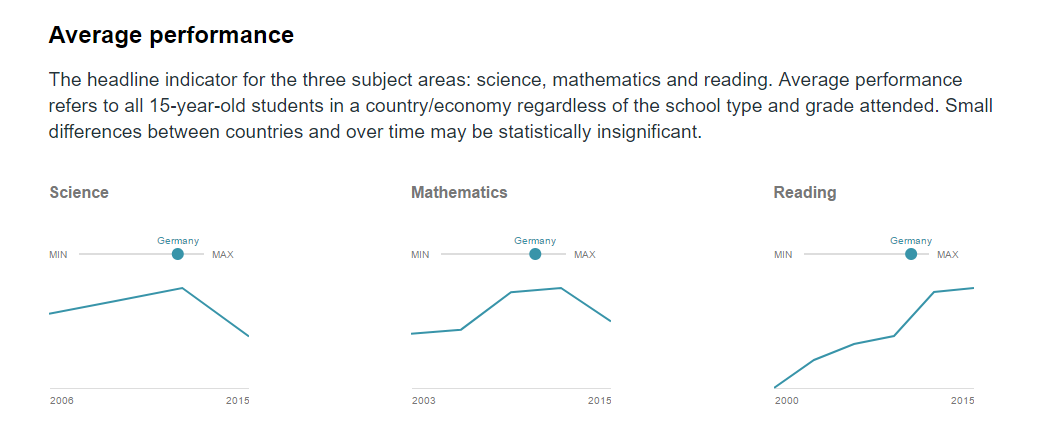 Average performance
The headline indicator for the three subject areas: science, mathematics and reading. Average performance
refers to all 15-year-old students in a country/economy regardless of the school type and grade attended. Small
differences between countries and over time may be statistically insignificant.
Science
Mathematics
Reading
Germany
Germany
Germany
MIN
MAX
MIN
MAX
MIN
MAX
2006
2015
2003
2015
2000
2015